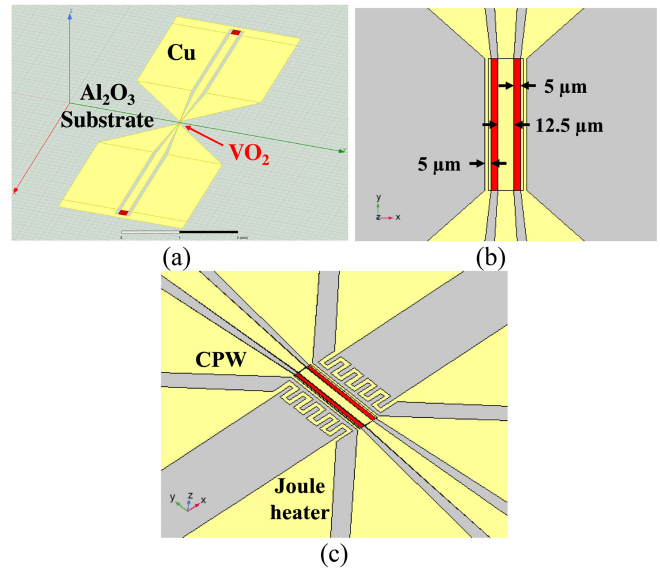 Cu
Al₂O₃
Substrate
VO₂
(a)
5 µm
12.5 µm
5 µm
y
z x
(b)
CPW
Joule
heater
y z x
(c)